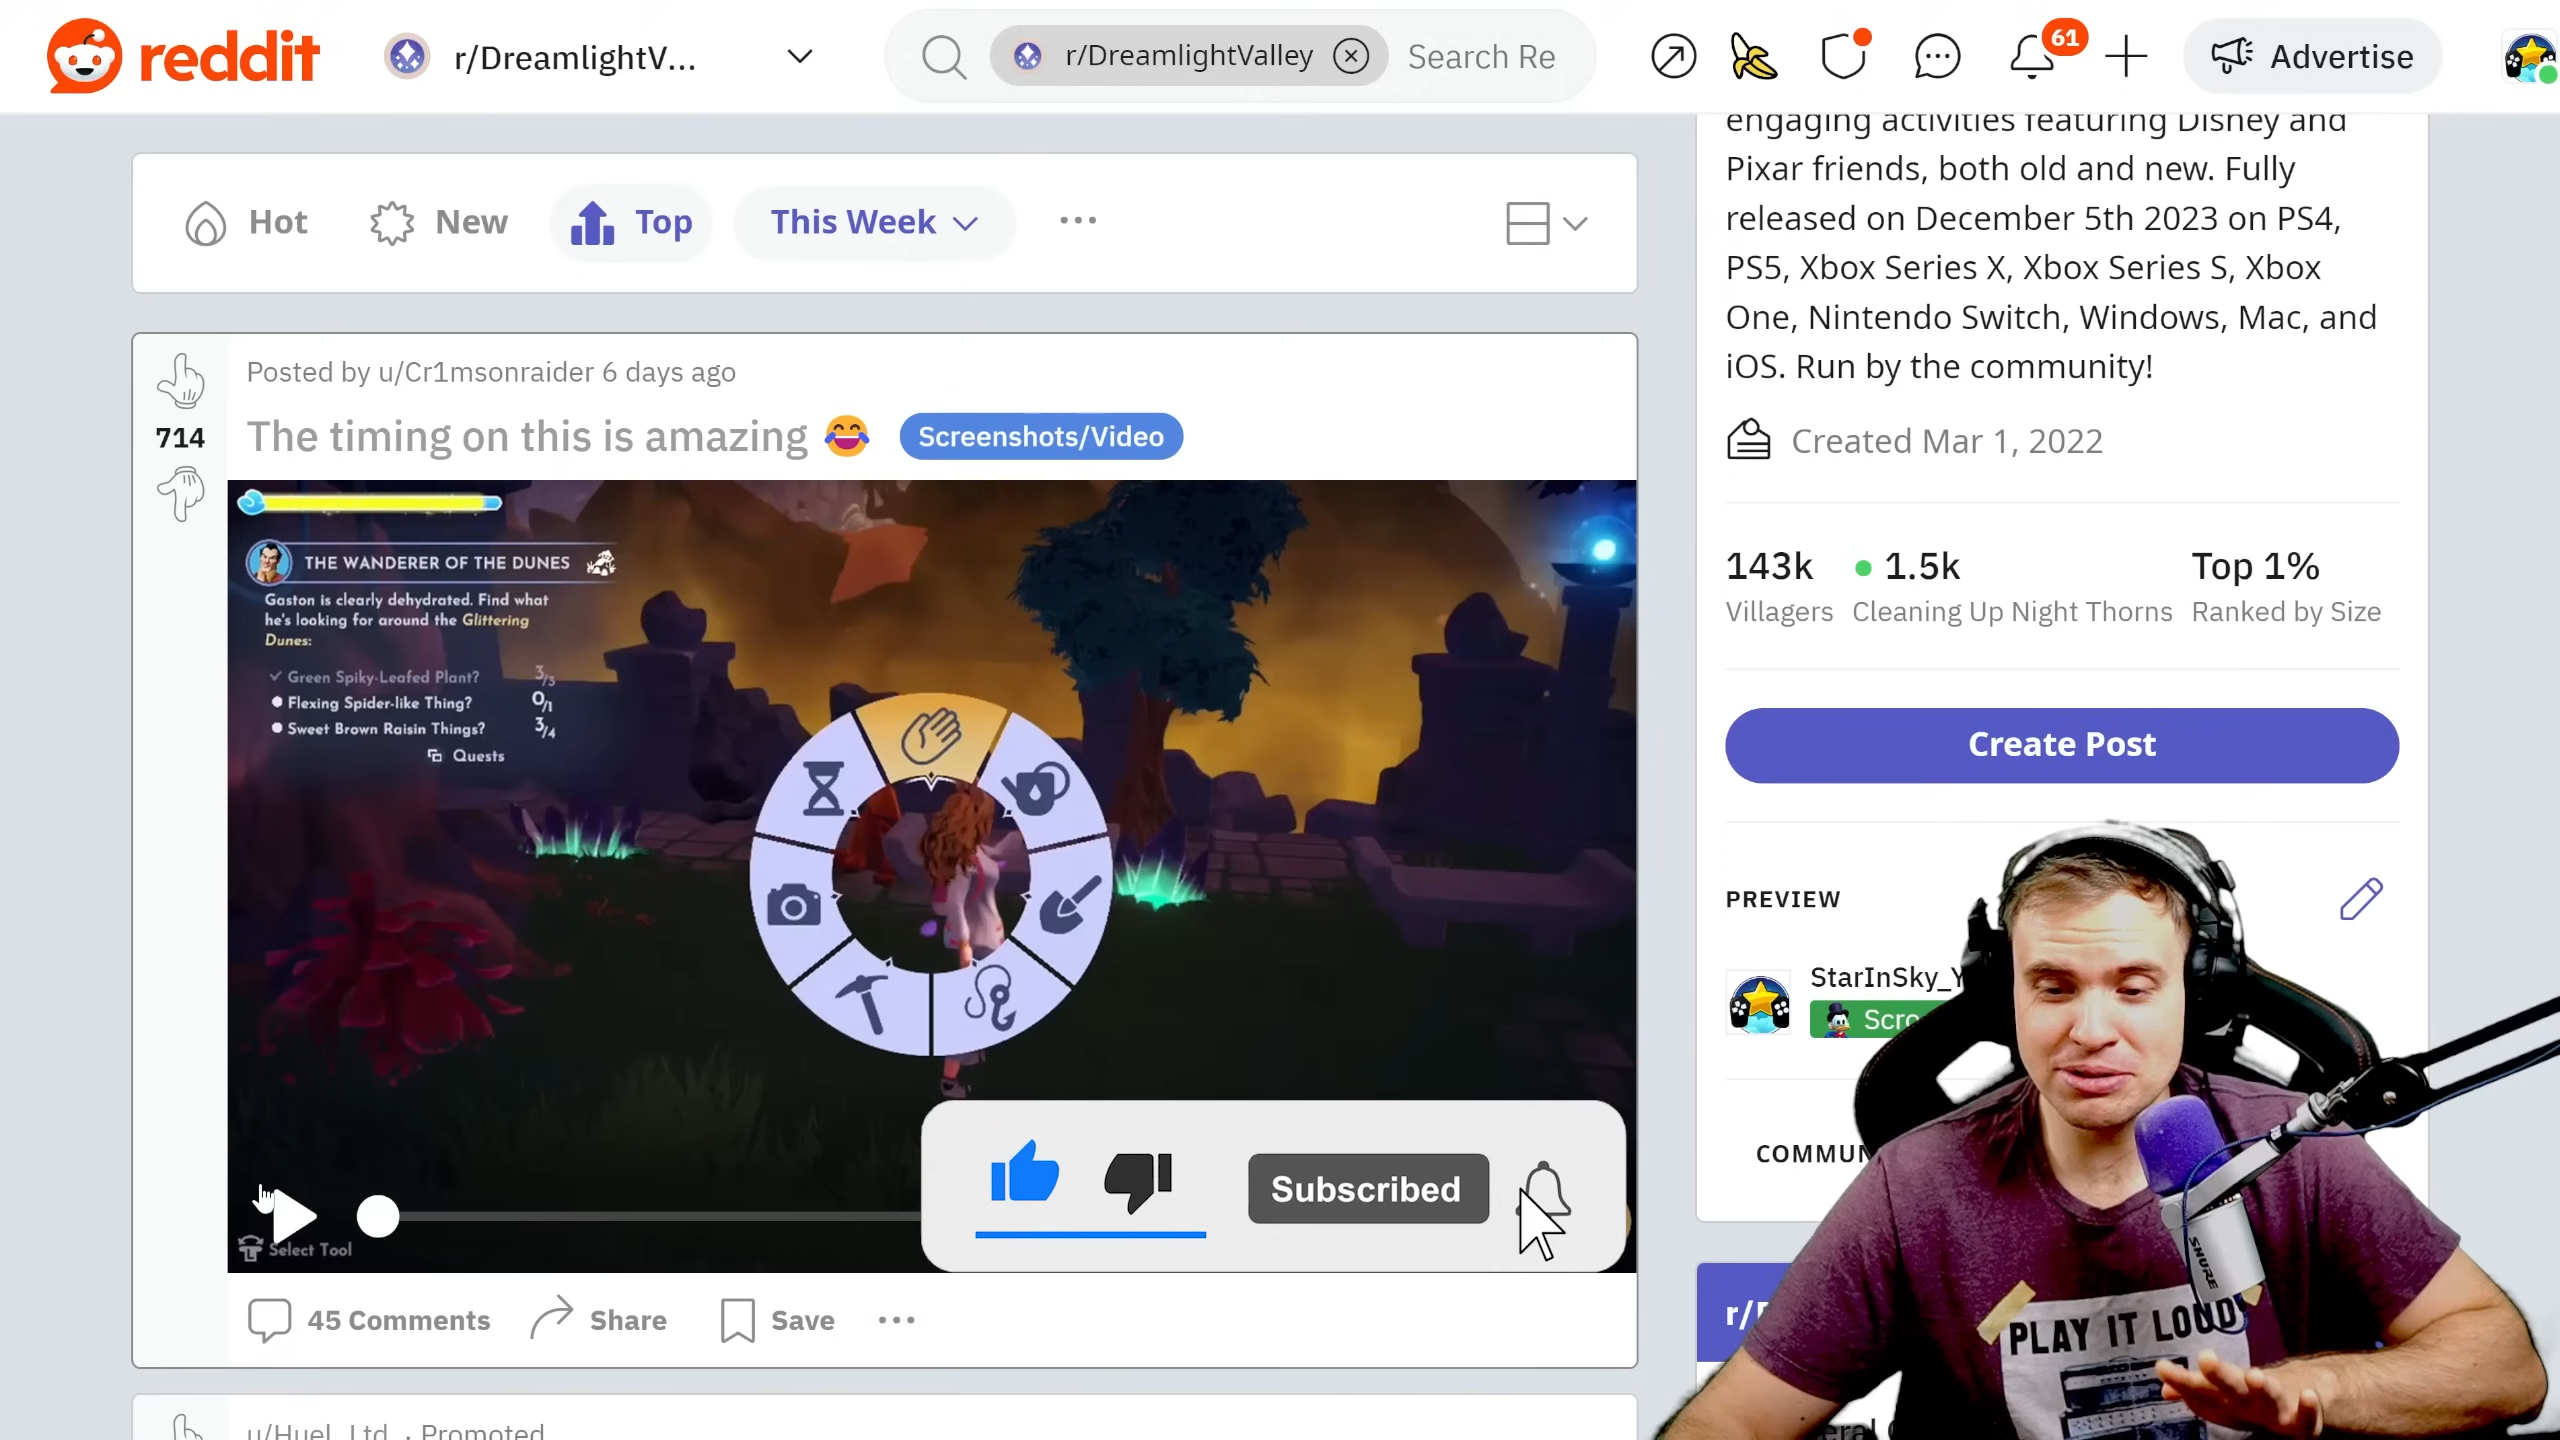 reddit
r/DreamlightV...
r/DreamlightValley
Search Re
61
Advertise
Hot
New
Top
This Week
engaging activities featuring Disney and
Pixar friends, both old and new. Fully
released on December 5th 2023 on PS4,
PS5, Xbox Series X, Xbox Series S, Xbox
One, Nintendo Switch, Windows, Mac, and
iOS. Run by the community!
Created Mar 1, 2022
143k
1.5k
Top 1%
Villagers
Cleaning Up Night Thorns
Ranked by Size
Create Post
PREVIEW
StarInSky_Y
Scro
COMMUN
r/
714
Posted by u/Cr1msonraider 6 days ago
The timing on this is amazing 😂
Screenshots/Video
THE WANDERER OF THE DUNES
Gaston is clearly dehydrated. Find what
he's looking for around the Glittering
Dunes:
Green Spiky-Leafed Plant? 3/3
Flexing Spider-like Thing? 0/1
Sweet Brown Raisin Things? 3/4
Quests
Select Tool
Subscribed
45 Comments
Share
Save
u/Huel_Ltd · Promoted
SHURE
PLAY IT LOUD